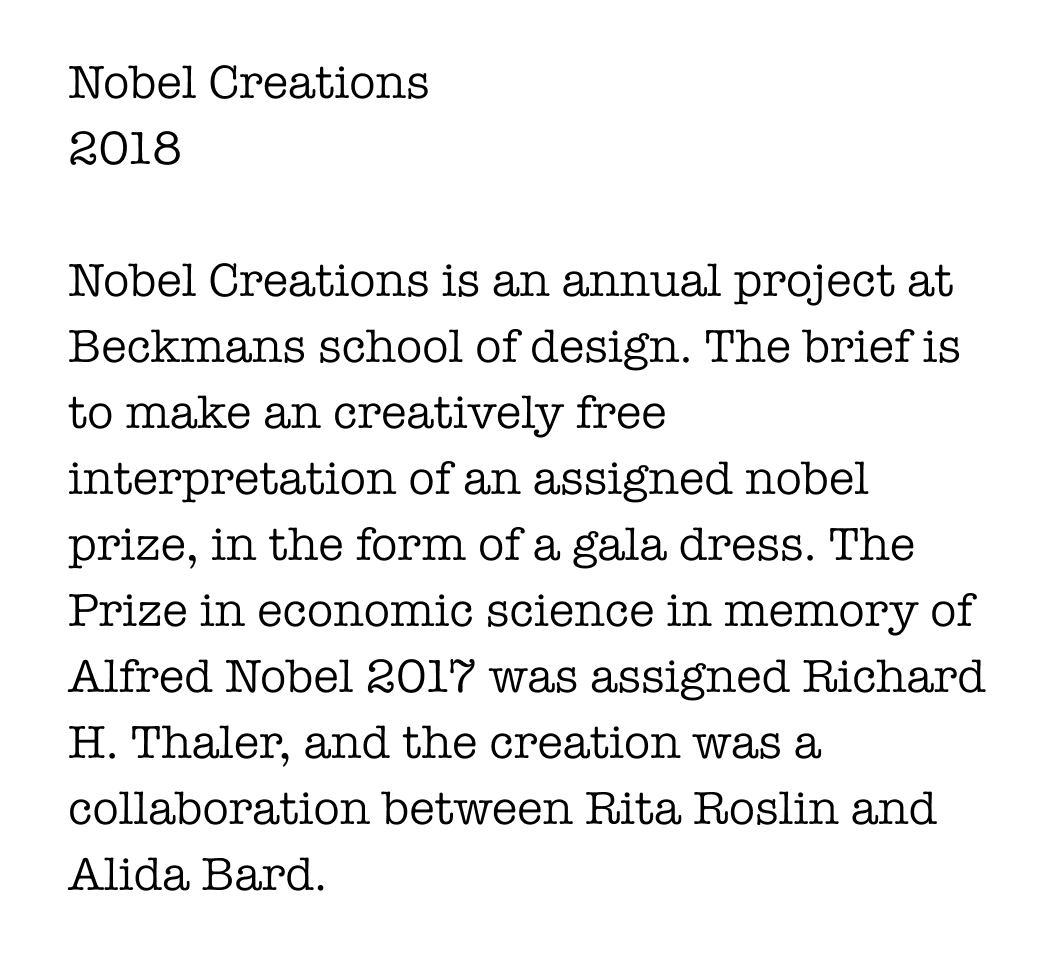 Nobel Creations
2018
Nobel Creations is an annual project at
Beckmans school of design. The brief is
to make an creatively free
interpretation of an assigned nobel
prize, in the form of a gala dress. The
Prize in economic science in memory of
Alfred Nobel 2017 was assigned Richard
H. Thaler, and the creation was a
collaboration between Rita Roslin and
Alida Bard.